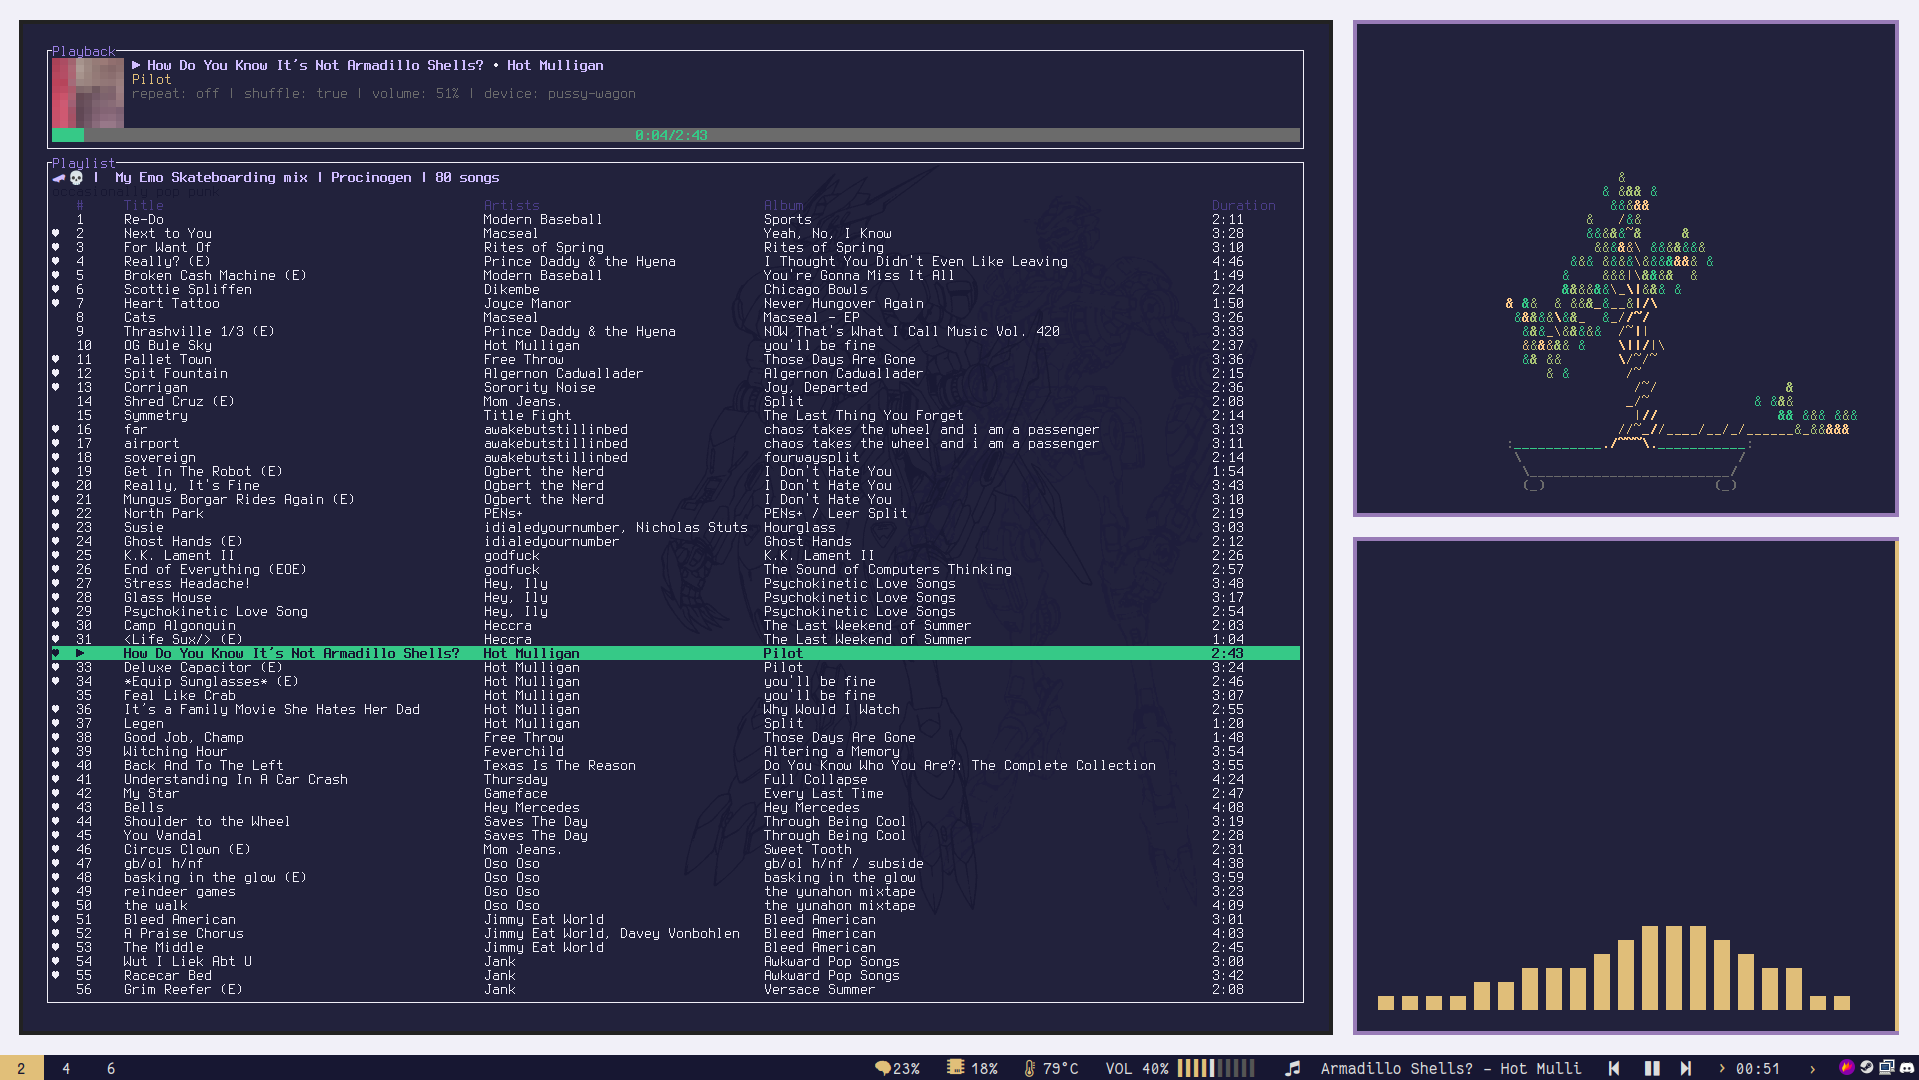 Playback
▶ How Do You Know It's Not Armadillo Shells? • Hot Mulligan
Pilot
repeat: off | shuffle: true | volume: 51% | device: pussy-wagon
0:04/2:43
Playlist
🛹💀 | My Emo Skateboarding mix | Procinogen | 80 songs
occasionally pop punk
# Title Artists Album Duration
1 Re-Do Modern Baseball Sports 2:11
♥ 2 Next to You Macseal Yeah, No, I Know 3:28
♥ 3 For Want Of Rites of Spring Rites of Spring 3:10
♥ 4 Really? (E) Prince Daddy & the Hyena I Thought You Didn't Even Like Leaving 4:46
♥ 5 Broken Cash Machine (E) Modern Baseball You're Gonna Miss It All 1:49
♥ 6 Scottie Spliffen Dikembe Chicago Bowls 2:24
♥ 7 Heart Tattoo Joyce Manor Never Hungover Again 1:50
8 Cats Macseal Macseal - EP 3:26
9 Thrashville 1/3 (E) Prince Daddy & the Hyena NOW That's What I Call Music Vol. 420 3:33
10 OG Bule Sky Hot Mulligan you'll be fine 2:37
♥ 11 Pallet Town Free Throw Those Days Are Gone 3:36
♥ 12 Spit Fountain Algernon Cadwallader Algernon Cadwallader 2:15
♥ 13 Corrigan Sorority Noise Joy, Departed 2:36
14 Shred Cruz (E) Mom Jeans. Split 2:08
15 Symmetry Title Fight The Last Thing You Forget 2:14
♥ 16 far awakebutstillinbed chaos takes the wheel and i am a passenger 3:13
♥ 17 airport awakebutstillinbed chaos takes the wheel and i am a passenger 3:11
♥ 18 sovereign awakebutstillinbed fourwaysplit 2:14
♥ 19 Get In The Robot (E) Ogbert the Nerd I Don't Hate You 1:54
♥ 20 Really, It's Fine Ogbert the Nerd I Don't Hate You 3:43
♥ 21 Mungus Borgar Rides Again (E) Ogbert the Nerd I Don't Hate You 3:10
♥ 22 North Park PENs+ PENs+ / Leer Split 2:19
♥ 23 Susie idialedyournumber, Nicholas Stuts Hourglass 3:03
♥ 24 Ghost Hands (E) idialedyournumber Ghost Hands 2:12
♥ 25 K.K. Lament II godfuck K.K. Lament II 2:26
♥ 26 End of Everything (EOE) godfuck The Sound of Computers Thinking 2:57
♥ 27 Stress Headache! Hey, Ily Psychokinetic Love Songs 3:48
♥ 28 Glass House Hey, Ily Psychokinetic Love Songs 3:17
♥ 29 Psychokinetic Love Song Hey, Ily Psychokinetic Love Songs 2:54
♥ 30 Camp Algonquin Heccra The Last Weekend of Summer 2:03
♥ 31 <Life Sux/> (E) Heccra The Last Weekend of Summer 1:04
♥ ▶ How Do You Know It's Not Armadillo Shells? Hot Mulligan Pilot 2:43
♥ 33 Deluxe Capacitor (E) Hot Mulligan Pilot 3:24
♥ 34 *Equip Sunglasses* (E) Hot Mulligan you'll be fine 2:46
35 Feal Like Crab Hot Mulligan you'll be fine 3:07
♥ 36 It's a Family Movie She Hates Her Dad Hot Mulligan Why Would I Watch 2:55
♥ 37 Legen Hot Mulligan Split 1:20
♥ 38 Good Job, Champ Free Throw Those Days Are Gone 1:48
♥ 39 Witching Hour Feverchild Altering a Memory 3:54
♥ 40 Back And To The Left Texas Is The Reason Do You Know Who You Are?: The Complete Collection 3:55
♥ 41 Understanding In A Car Crash Thursday Full Collapse 4:24
♥ 42 My Star Gameface Every Last Time 2:47
♥ 43 Bells Hey Mercedes Hey Mercedes 4:08
♥ 44 Shoulder to the Wheel Saves The Day Through Being Cool 3:19
♥ 45 You Vandal Saves The Day Through Being Cool 2:28
♥ 46 Circus Clown (E) Mom Jeans. Sweet Tooth 2:31
♥ 47 gb/ol h/nf Oso Oso gb/ol h/nf / subside 4:38
♥ 48 basking in the glow (E) Oso Oso basking in the glow 3:59
♥ 49 reindeer games Oso Oso the yunahon mixtape 3:23
♥ 50 the walk Oso Oso the yunahon mixtape 4:09
♥ 51 Bleed American Jimmy Eat World Bleed American 3:01
♥ 52 A Praise Chorus Jimmy Eat World, Davey Vonbohlen Bleed American 4:03
♥ 53 The Middle Jimmy Eat World Bleed American 2:45
♥ 54 Wut I Liek Abt U Jank Awkward Pop Songs 3:00
♥ 55 Racecar Bed Jank Awkward Pop Songs 3:42
56 Grim Reefer (E) Jank Versace Summer 2:08
2 4 6 23% 18% 79°C VOL 40% Armadillo Shells? - Hot Mulli > 00:51 >